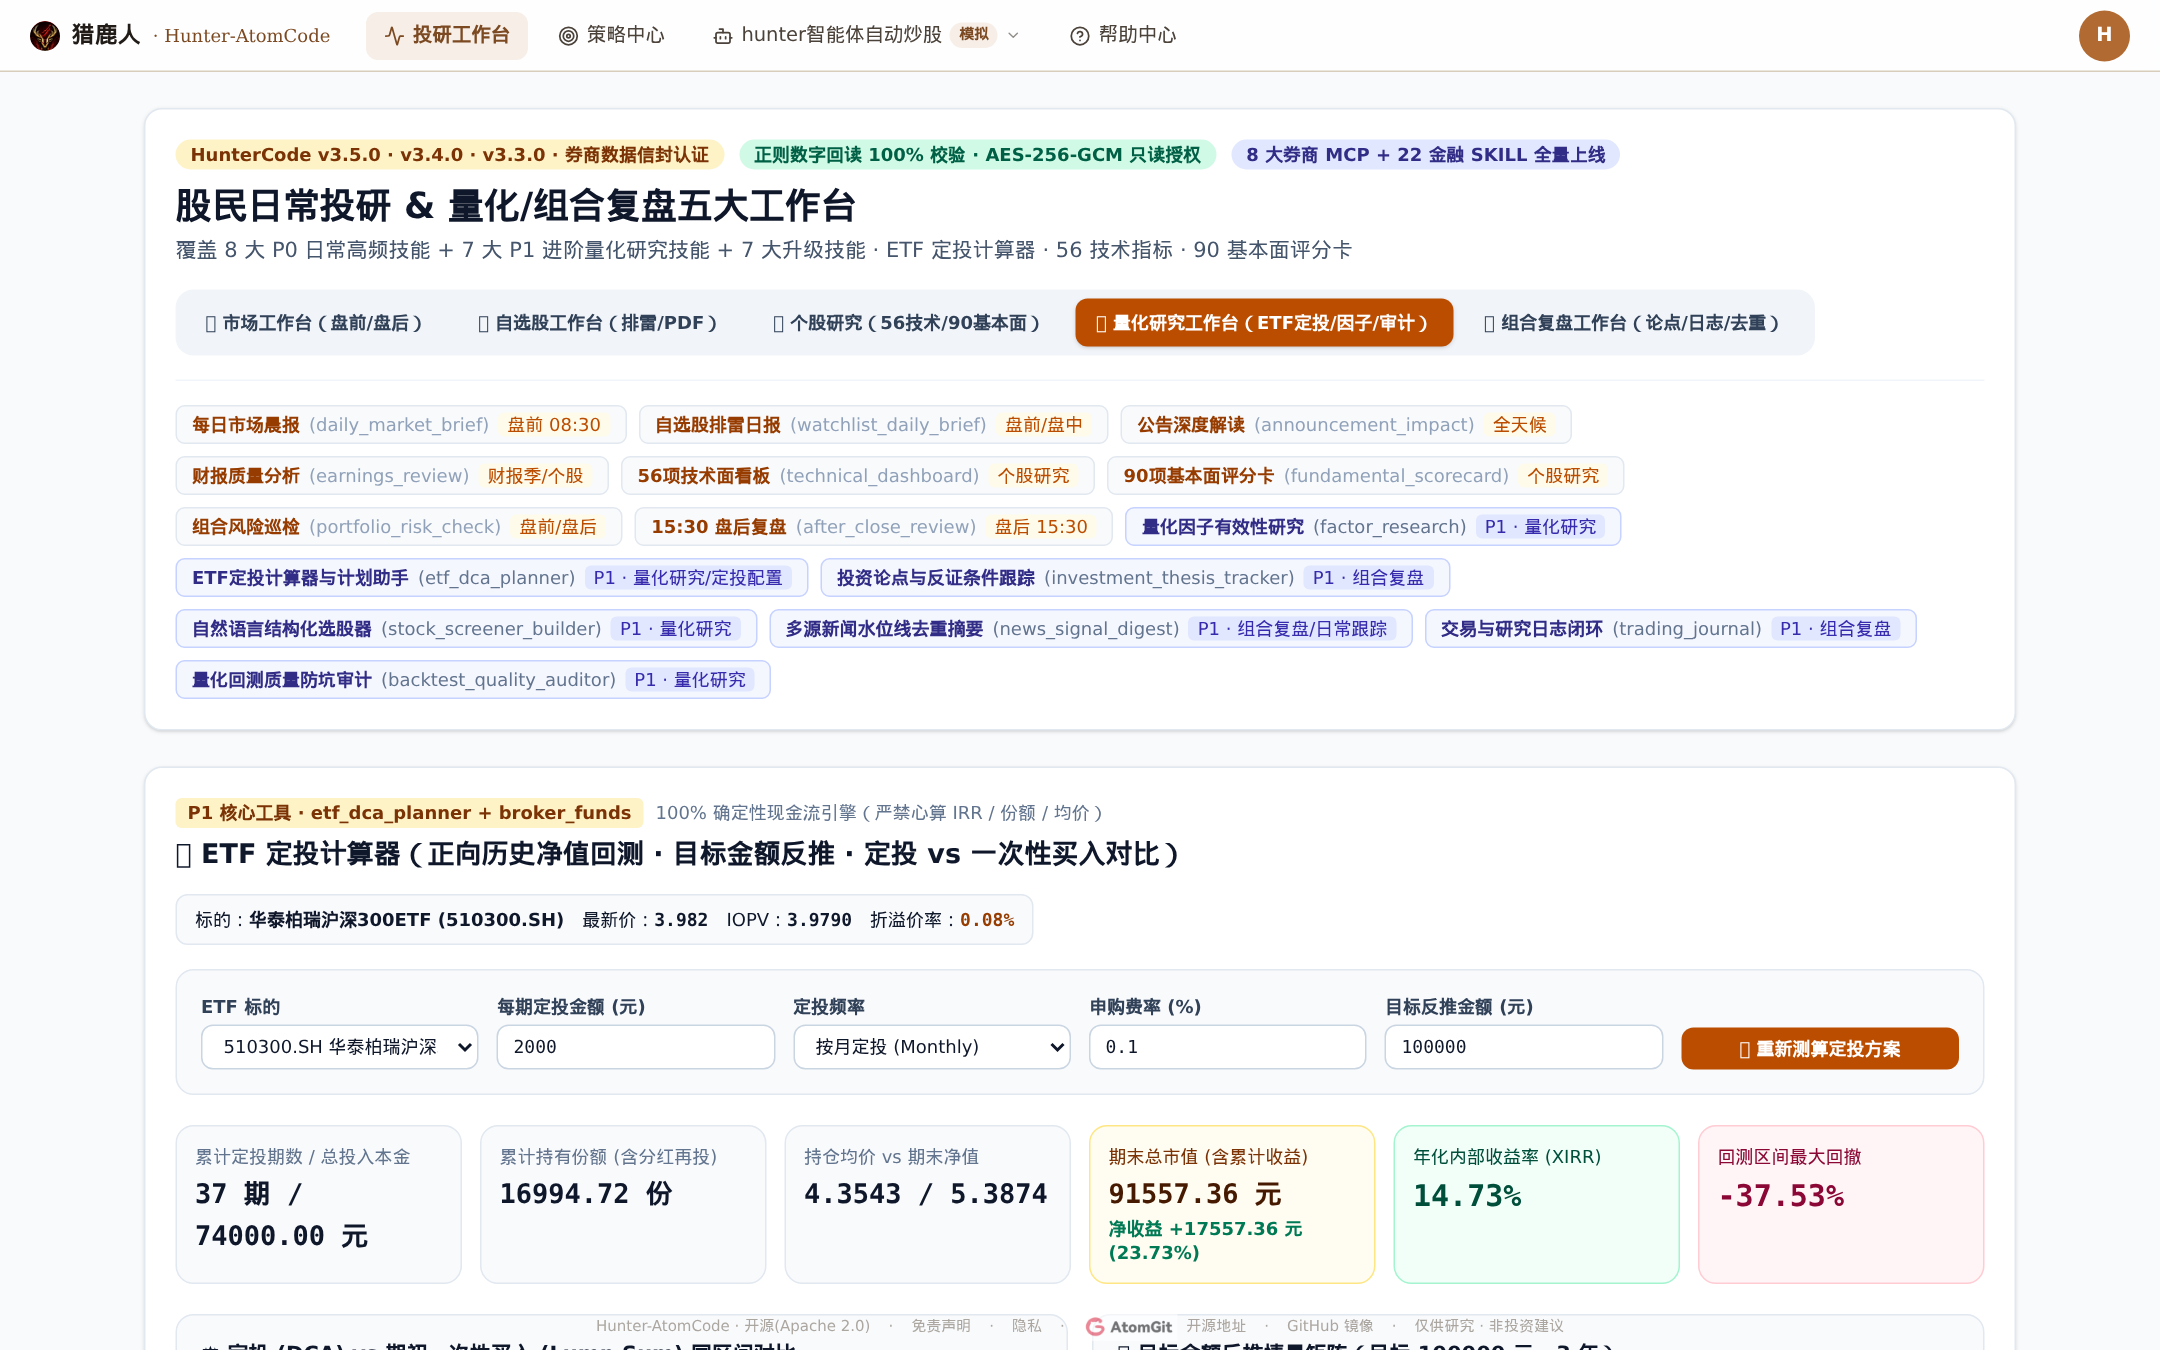 猎鹿人 · Hunter-AtomCode 投研工作台 策略中心 hunter智能体自动炒股 模拟 帮助中心 H
HunterCode v3.5.0 · v3.4.0 · v3.3.0 · 券商数据信封认证 正则数字回读 100% 校验 · AES-256-GCM 只读授权 8 大券商 MCP + 22 金融 SKILL 全量上线
股民日常投研 & 量化/组合复盘五大工作台
覆盖 8 大 P0 日常高频技能 + 7 大 P1 进阶量化研究技能 + 7 大升级技能 · ETF 定投计算器 · 56 技术指标 · 90 基本面评分卡
市场工作台（盘前/盘后） 自选股工作台（排雷/PDF） 个股研究（56技术/90基本面） 量化研究工作台（ETF定投/因子/审计） 组合复盘工作台（论点/日志/去重）
每日市场晨报 (daily_market_brief) 盘前 08:30 自选股排雷日报 (watchlist_daily_brief) 盘前/盘中 公告深度解读 (announcement_impact) 全天候
财报质量分析 (earnings_review) 财报季/个股 56项技术面看板 (technical_dashboard) 个股研究 90项基本面评分卡 (fundamental_scorecard) 个股研究
组合风险巡检 (portfolio_risk_check) 盘前/盘后 15:30 盘后复盘 (after_close_review) 盘后 15:30 量化因子有效性研究 (factor_research) P1 · 量化研究
ETF定投计算器与计划助手 (etf_dca_planner) P1 · 量化研究/定投配置 投资论点与反证条件跟踪 (investment_thesis_tracker) P1 · 组合复盘
自然语言结构化选股器 (stock_screener_builder) P1 · 量化研究 多源新闻水位线去重摘要 (news_signal_digest) P1 · 组合复盘/日常跟踪 交易与研究日志闭环 (trading_journal) P1 · 组合复盘
量化回测质量防坑审计 (backtest_quality_auditor) P1 · 量化研究
P1 核心工具 · etf_dca_planner + broker_funds 100% 确定性现金流引擎（严禁心算 IRR / 份额 / 均价）
ETF 定投计算器（正向历史净值回测 · 目标金额反推 · 定投 vs 一次性买入对比）
标的：华泰柏瑞沪深300ETF (510300.SH) 最新价：3.982 IOPV：3.9790 折溢价率：0.08%
ETF 标的 每期定投金额 (元) 定投频率 申购费率 (%) 目标反推金额 (元)
510300.SH 华泰柏瑞沪深 2000 按月定投 (Monthly) 0.1 100000 重新测算定投方案
累计定投期数 / 总投入本金 累计持有份额 (含分红再投) 持仓均价 vs 期末净值 期末总市值 (含累计收益) 年化内部收益率 (XIRR) 回测区间最大回撤
37 期 / 16994.72 份 4.3543 / 5.3874 91557.36 元 14.73% -37.53%
74000.00 元 净收益 +17557.36 元
(23.73%)
Hunter-AtomCode · 开源(Apache 2.0) · 免责声明 · 隐私 · AtomGit 开源地址 · GitHub 镜像 · 仅供研究 · 非投资建议
定投 (DCA) vs 期初一次性买入 (Lump Sum) 同区间对比 目标金额反推情景矩阵（目标 100000 元 · 3 年）